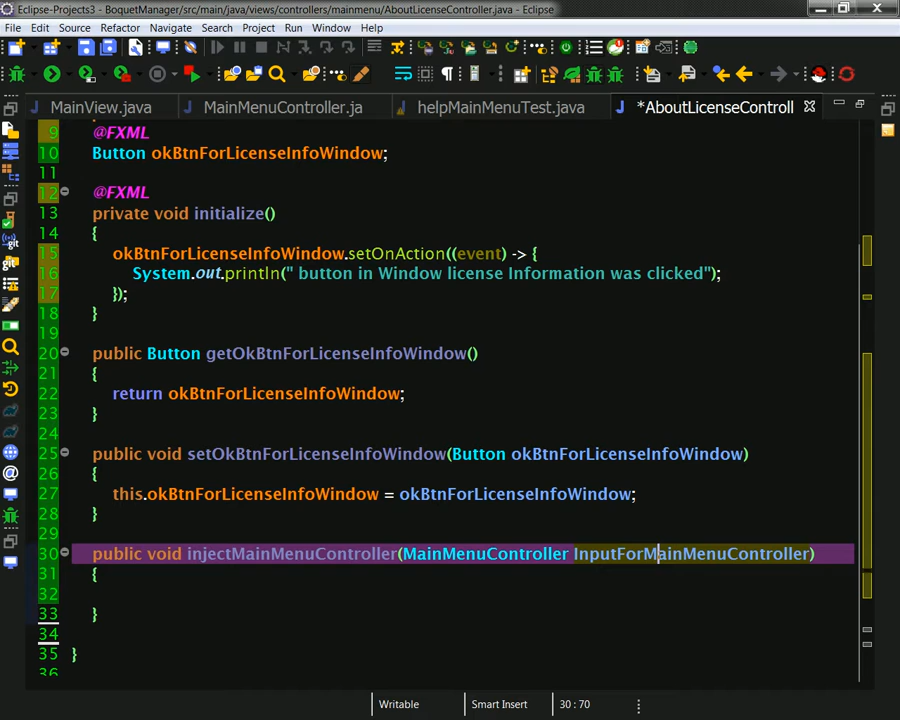 Eclipse-Projects3 - BoquetManager/src/main/java/views/controllers/mainmenu/AboutLicenseController.java - Eclipse
File Edit Source Refactor Navigate Search Project Run Window Help
MainView.java MainMenuController.ja helpMainMenuTest.java *AboutLicenseControll
9 @FXML
10 Button okBtnForLicenseInfoWindow;
11
12 @FXML
13 private void initialize()
14 {
15 okBtnForLicenseInfoWindow.setOnAction((event) -> {
16 System.out.println(" button in Window license Information was clicked");
17 });
18 }
19
20 public Button getOkBtnForLicenseInfoWindow()
21 {
22 return okBtnForLicenseInfoWindow;
23 }
24
25 public void setOkBtnForLicenseInfoWindow(Button okBtnForLicenseInfoWindow)
26 {
27 this.okBtnForLicenseInfoWindow = okBtnForLicenseInfoWindow;
28 }
29
30 public void injectMainMenuController(MainMenuController InputForMainMenuController)
31 {
32
33 }
34
35 }
36
Writable Smart Insert 30 : 70